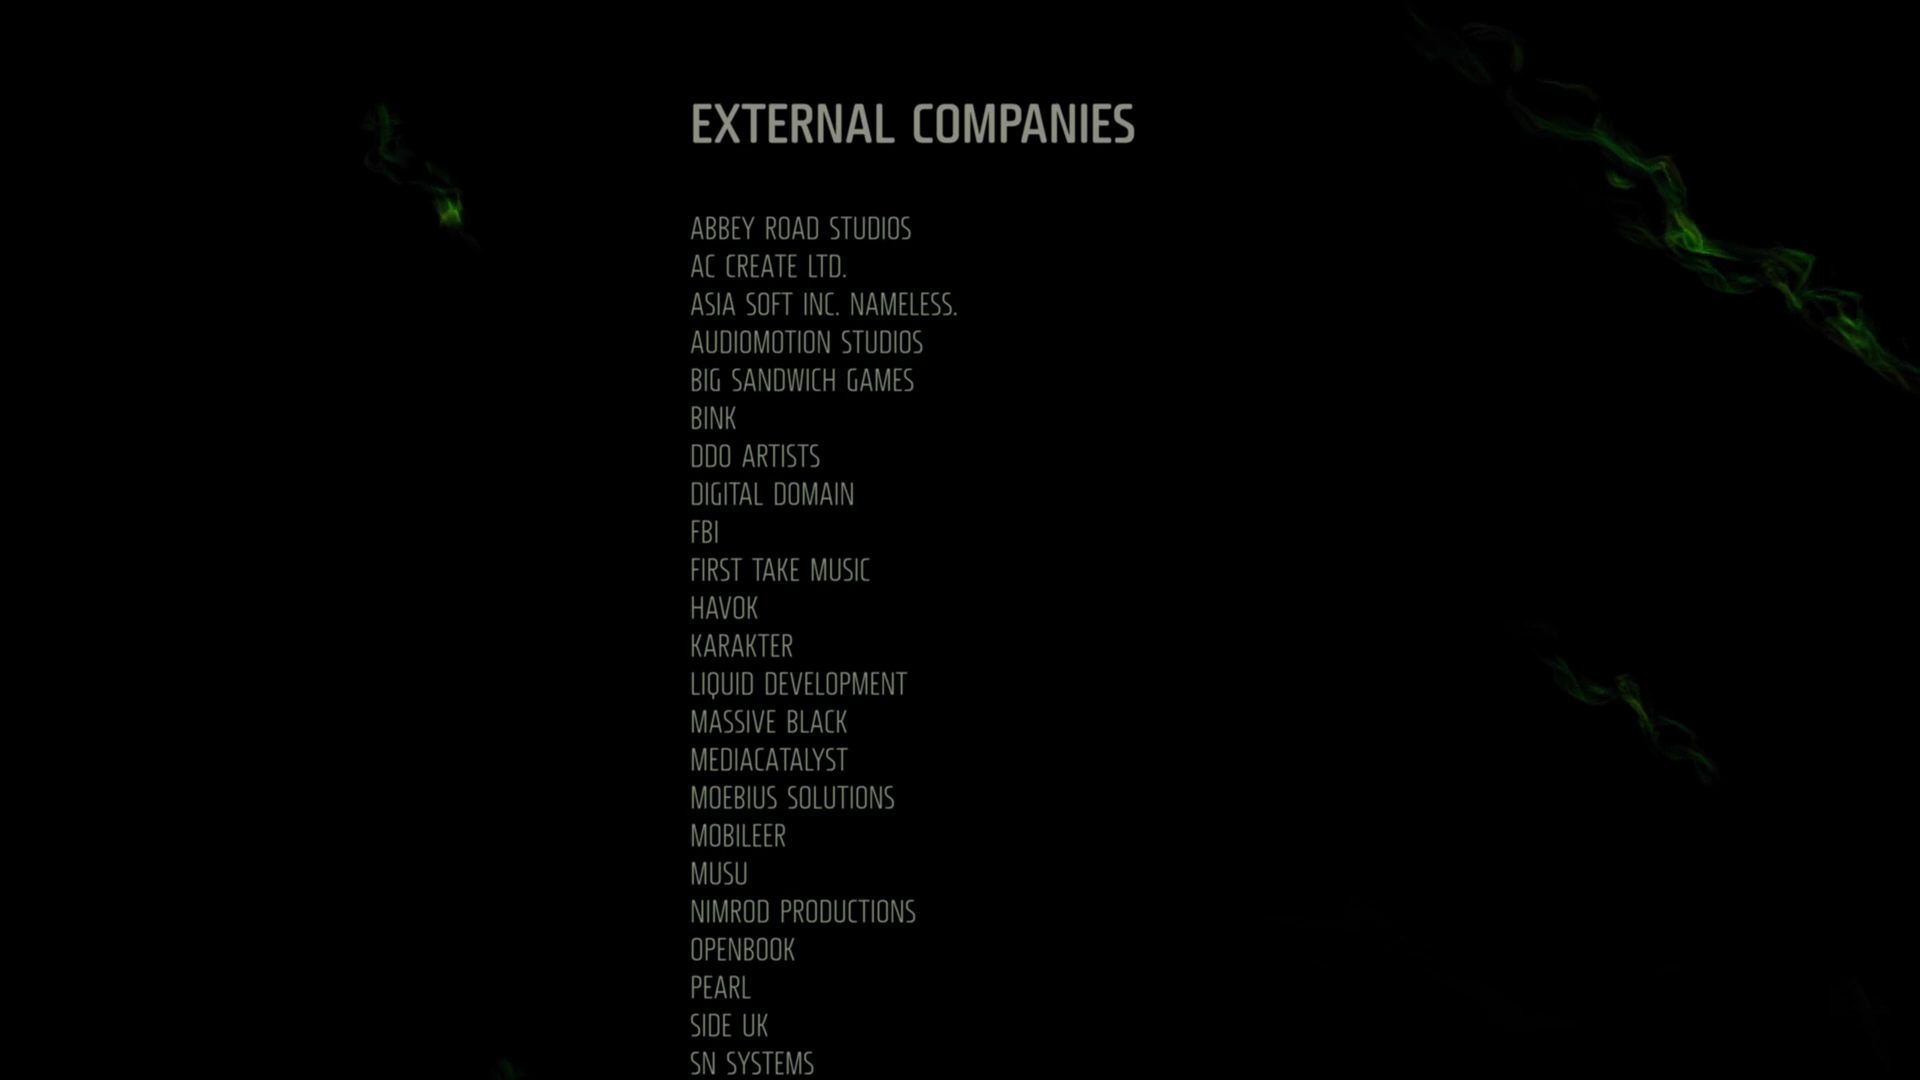 EXTERNAL COMPANIES
ABBEY ROAD STUDIOS
AC CREATE LTD.
ASIA SOFT INC. NAMELESS.
AUDIOMOTION STUDIOS
BIG SANDWICH GAMES
BINK
DDO ARTISTS
DIGITAL DOMAIN
FBI
FIRST TAKE MUSIC
HAVOK
KARAKTER
LIQUID DEVELOPMENT
MASSIVE BLACK
MEDIACATALYST
MOEBIUS SOLUTIONS
MOBILEER
MUSU
NIMROD PRODUCTIONS
OPENBOOK
PEARL
SIDE UK
SN SYSTEMS